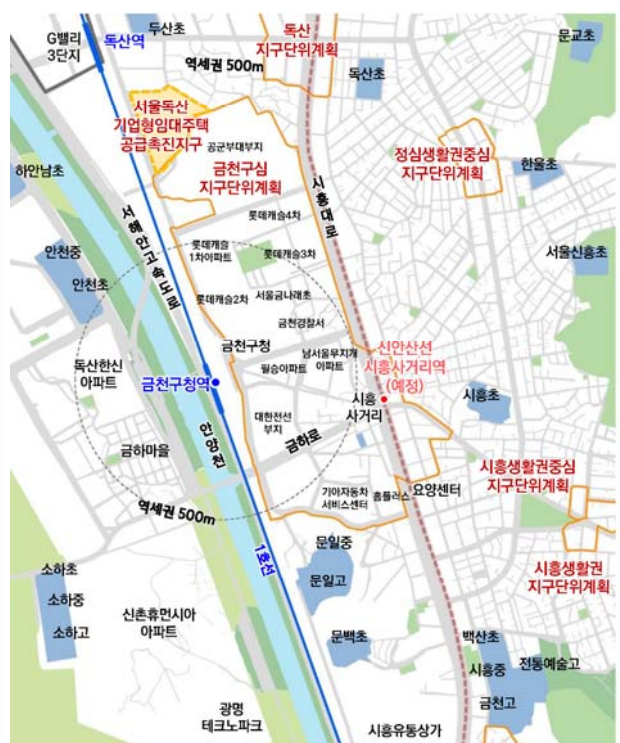 G밸리
3단지
독산역
두산초
독산
지구단위계획
문교초
역세권 500m
독산초
서울독산
기업형임대주택
공급촉진지구
공군부대부지
정심생활권중심
지구단위계획
한울초
하안남초
금천구심
지구단위계획
시흥대로
서해안고속도로
롯데캐슬4차
안천중
롯데캐슬
1차아파트
롯데캐슬3차
서울신흥초
안천초
롯데캐슬2차
서울금나래초
금천경찰서
금천구청
남서울무지개
아파트
신안산선
시흥사거리역
(예정)
독산한신
아파트
필승아파트
금천구청역
시흥
사거리
시흥초
대한전선
부지
안양천
금하로
금하마을
시흥생활권중심
지구단위계획
기아자동차
서비스센터
홈플러스
요양센터
역세권 500m
문일중
1호선
시흥생활권
지구단위계획
소하초
문일고
소하중
신촌휴먼시아
아파트
소하고
문백초
백산초
시흥중
전통예술고
금천고
광명
테크노파크
시흥유통상가